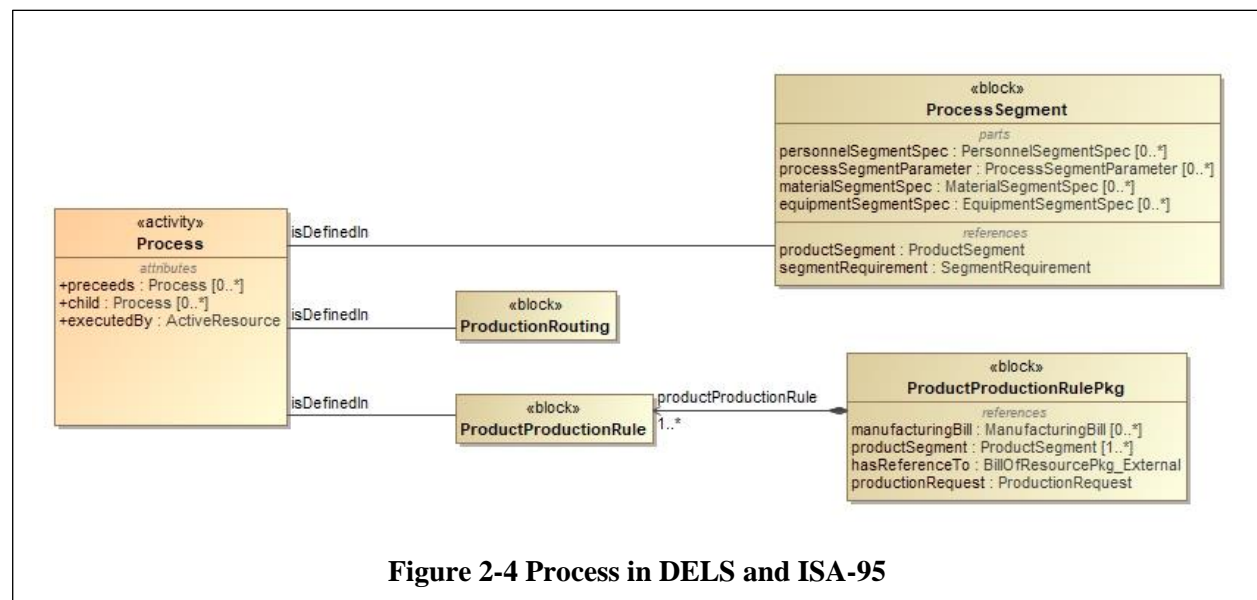 «block»
ProcessSegment
parts
personnelSegmentSpec : PersonnelSegmentSpec [0..*]
processSegmentParameter : ProcessSegmentParameter [0..*]
materialSegmentSpec : MaterialSegmentSpec [0..*]
equipmentSegmentSpec : EquipmentSegmentSpec [0..*]
references
productSegment : ProductSegment
segmentRequirement : SegmentRequirement
«activity»
Process
attributes
+preceeds : Process [0..*]
+child : Process [0..*]
+executedBy : ActiveResource
isDefinedIn
isDefinedIn
«block»
ProductionRouting
isDefinedIn
«block»
ProductProductionRule
productProductionRule
1..*
«block»
ProductProductionRulePkg
references
manufacturingBill : ManufacturingBill [0..*]
productSegment : ProductSegment [1..*]
hasReferenceTo : BillOfResourcePkg_External
productionRequest : ProductionRequest
Figure 2-4 Process in DELS and ISA-95